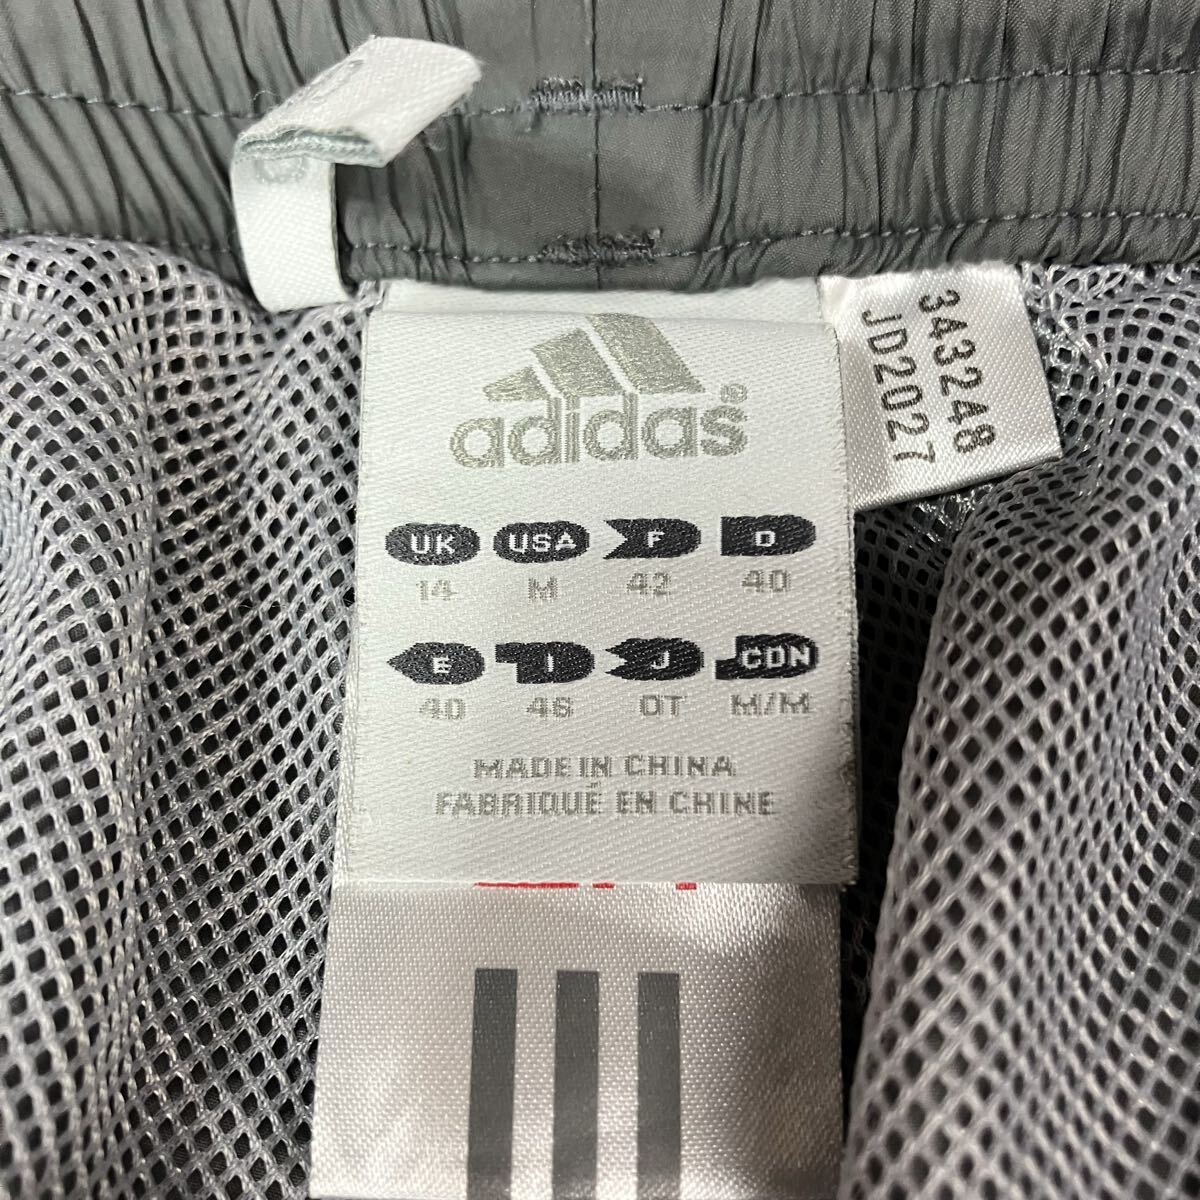 adidas®
343248
JD2027
UK USA F D
14 M 42 40
E I J CDN
40 46 OT M/M
MADE IN CHINA
FABRIQUÉ EN CHINE